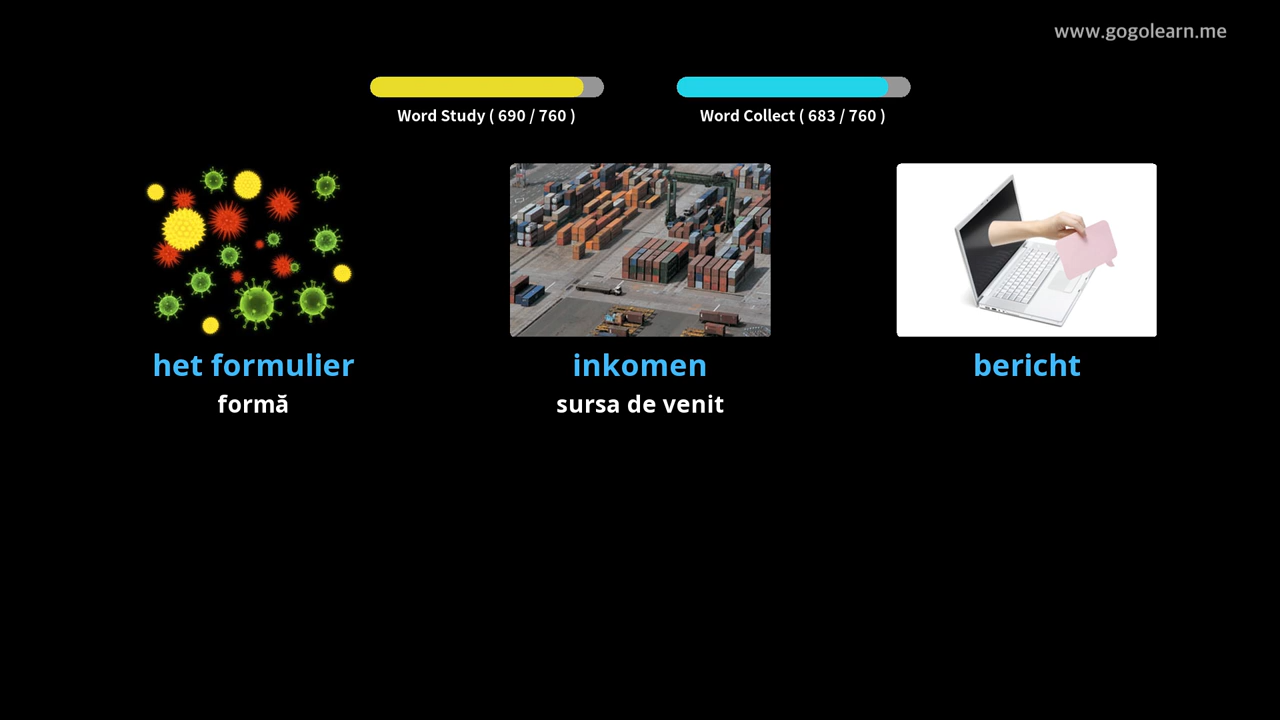 www.gogolearn.me
Word Study ( 690 / 760 )
Word Collect ( 683 / 760 )
het formulier
formă
inkomen
sursa de venit
bericht